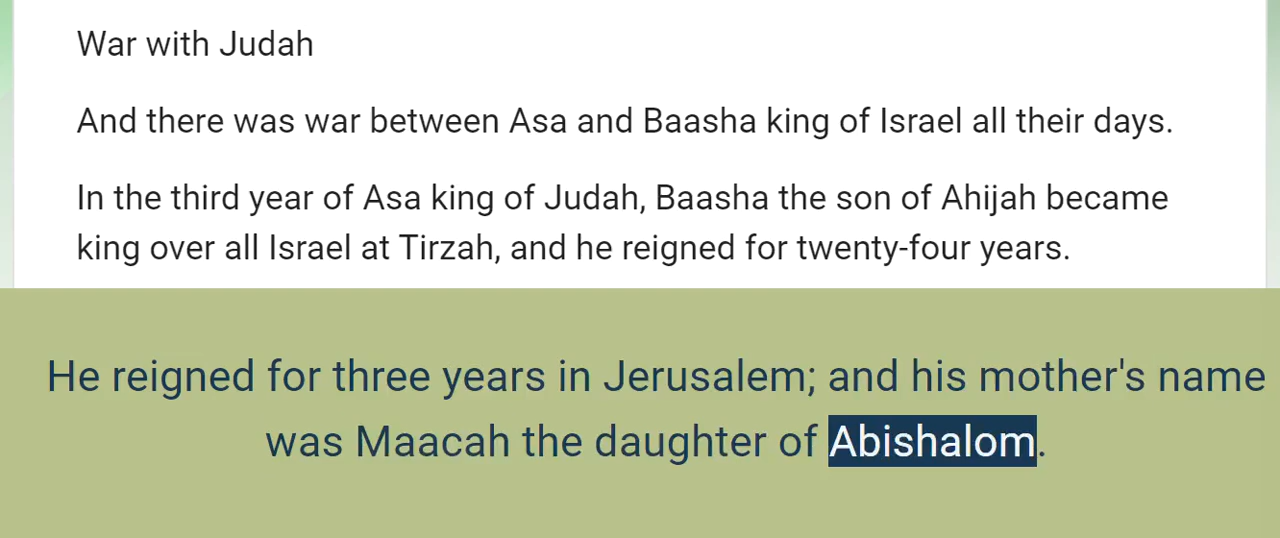 War with Judah
And there was war between Asa and Baasha king of Israel all their days.
In the third year of Asa king of Judah, Baasha the son of Ahijah became
king over all Israel at Tirzah, and he reigned for twenty-four years.
He reigned for three years in Jerusalem; and his mother's name
was Maacah the daughter of Abishalom.